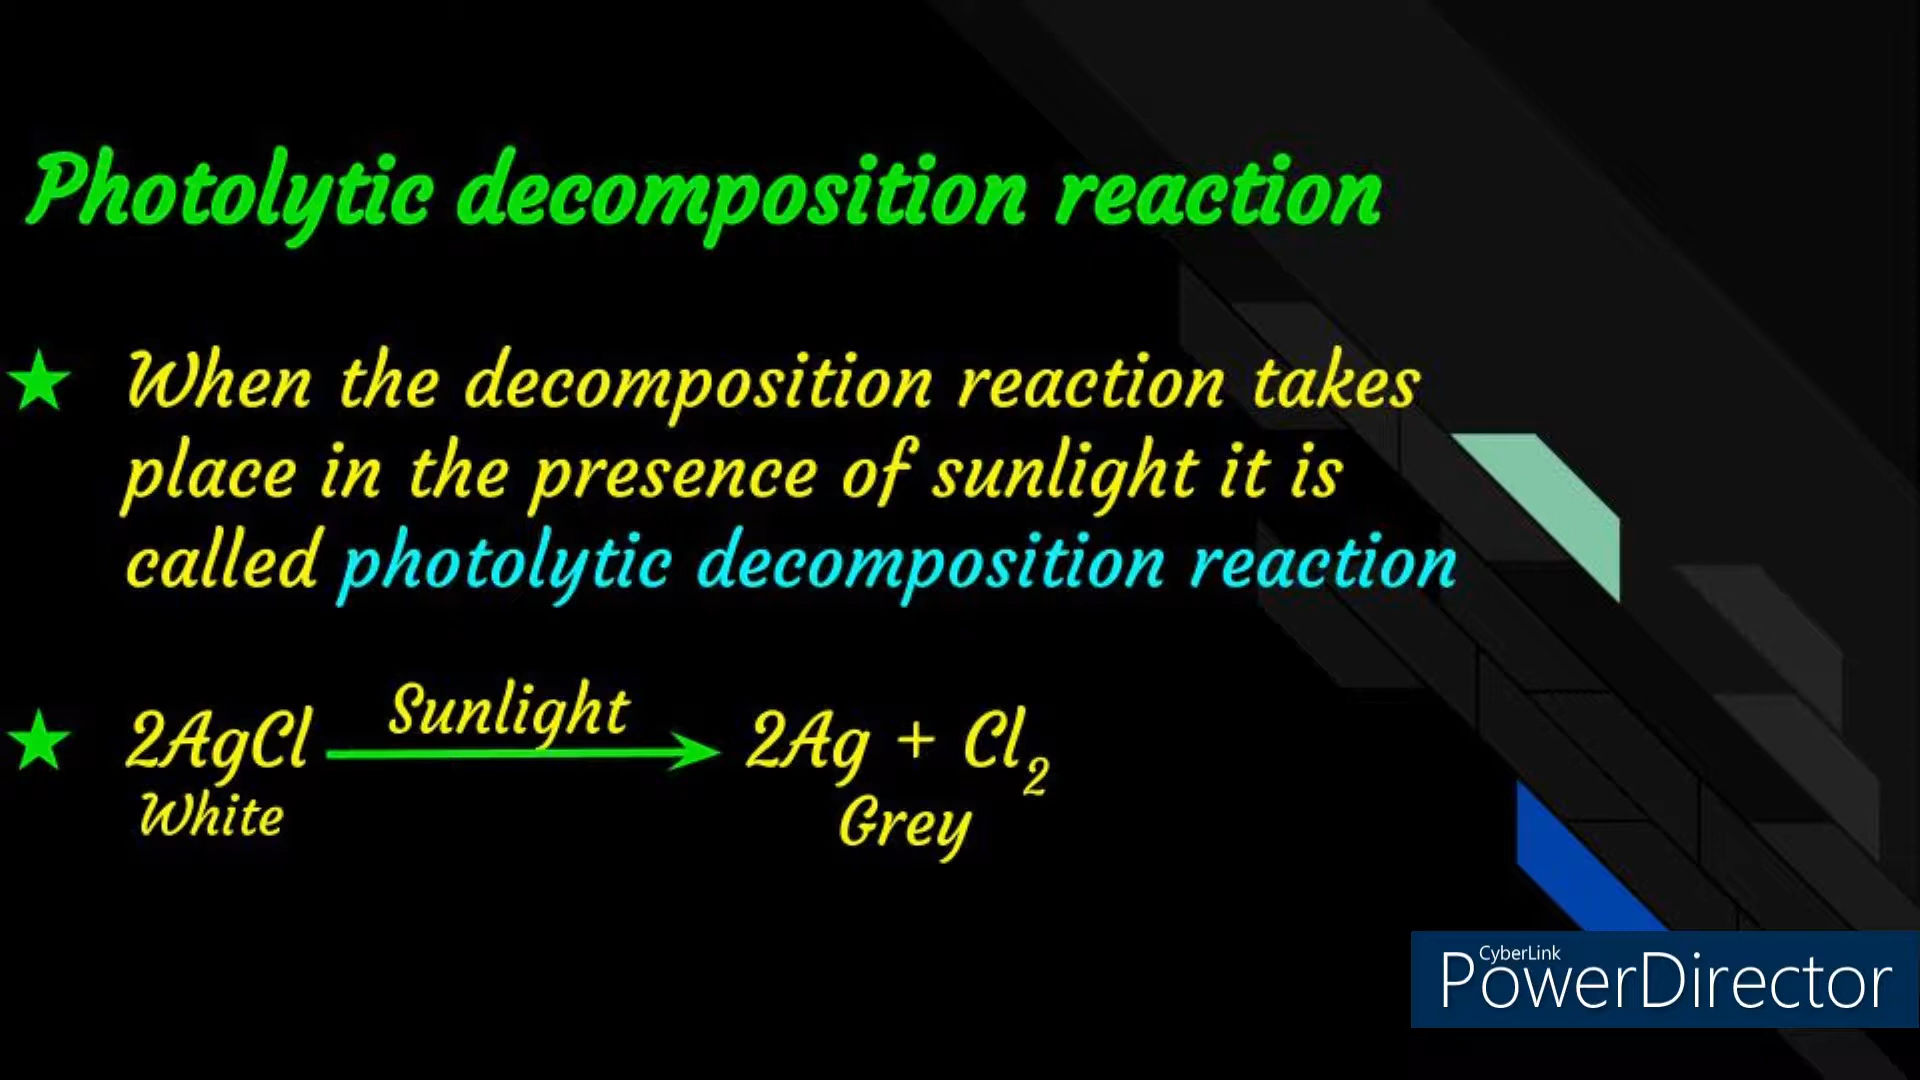 Photolytic decomposition reaction
★ When the decomposition reaction takes
place in the presence of sunlight it is
called photolytic decomposition reaction
Sunlight
★ 2AgCl → 2Ag + Cl₂
White Grey
CyberLink
PowerDirector